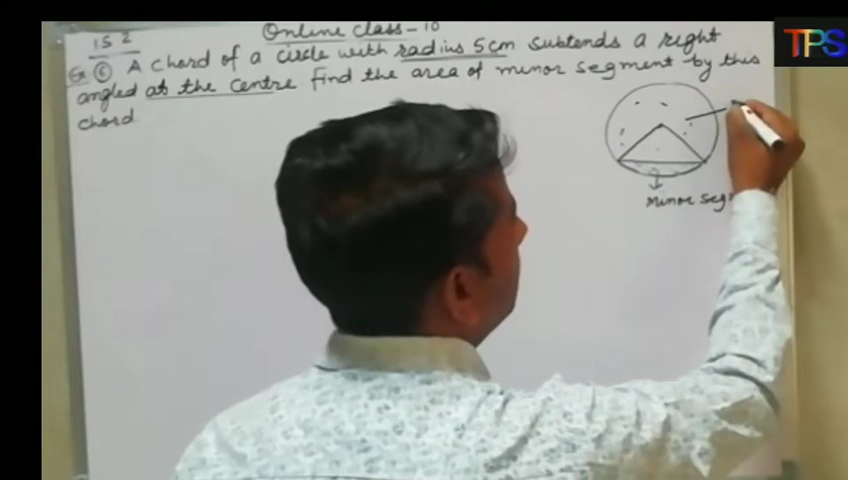 15 2
Online class - 10
TPS
Ex 6 A chord of a circle with radius 5cm subtends a right
angled at the centre find the area of minor segment by this
chord
minor seg